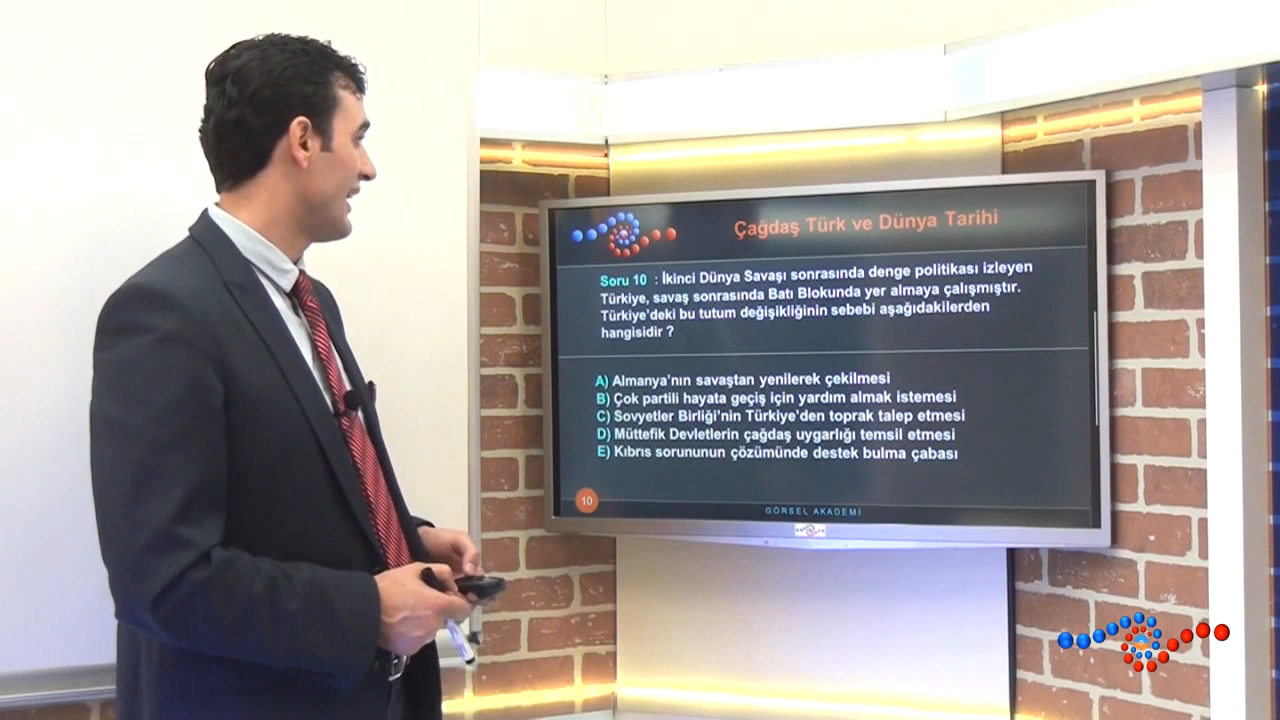 Çağdaş Türk ve Dünya Tarihi
Soru 10 : İkinci Dünya Savaşı sonrasında denge politikası izleyen
Türkiye, savaş sonrasında Batı Blokunda yer almaya çalışmıştır.
Türkiye'deki bu tutum değişikliğinin sebebi aşağıdakilerden
hangisidir ?
A) Almanya'nın savaştan yenilerek çekilmesi
B) Çok partili hayata geçiş için yardım almak istemesi
C) Sovyetler Birliği'nin Türkiye'den toprak talep etmesi
D) Müttefik Devletlerin çağdaş uygarlığı temsil etmesi
E) Kıbrıs sorununun çözümünde destek bulma çabası
10
GÖRSEL AKADEMİ